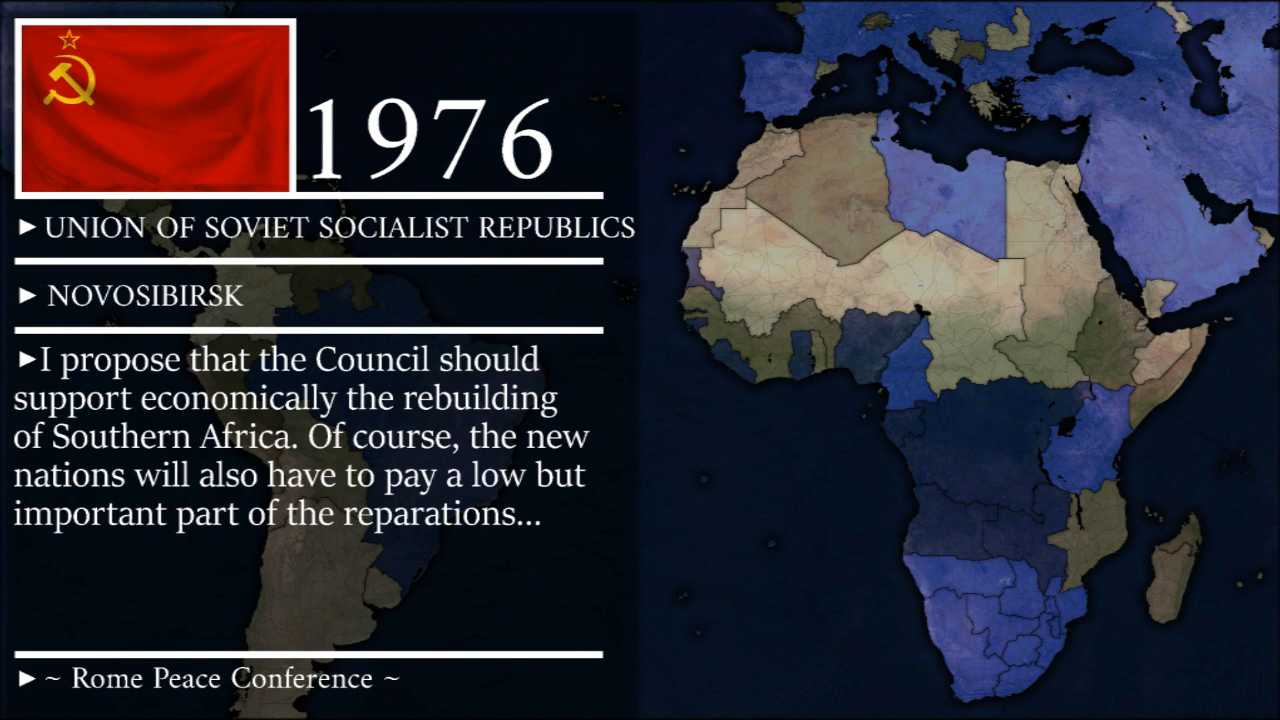 1976
►UNION OF SOVIET SOCIALIST REPUBLICS
► NOVOSIBIRSK
►I propose that the Council should
support economically the rebuilding
of Southern Africa. Of course, the new
nations will also have to pay a low but
important part of the reparations...
►~ Rome Peace Conference ~